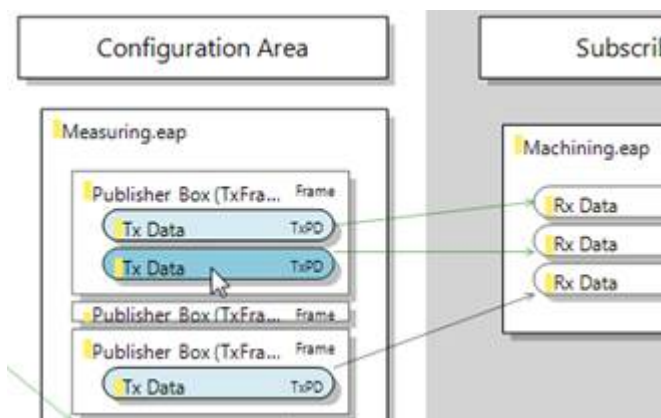 Configuration Area
Subscri
Measuring.eap
Publisher Box (TxFra... Frame
Tx Data TxPD
Tx Data TxPD
Publisher Box (TxFra... Frame
Publisher Box (TxFra... Frame
Tx Data TxPD
Machining.eap
Rx Data
Rx Data
Rx Data